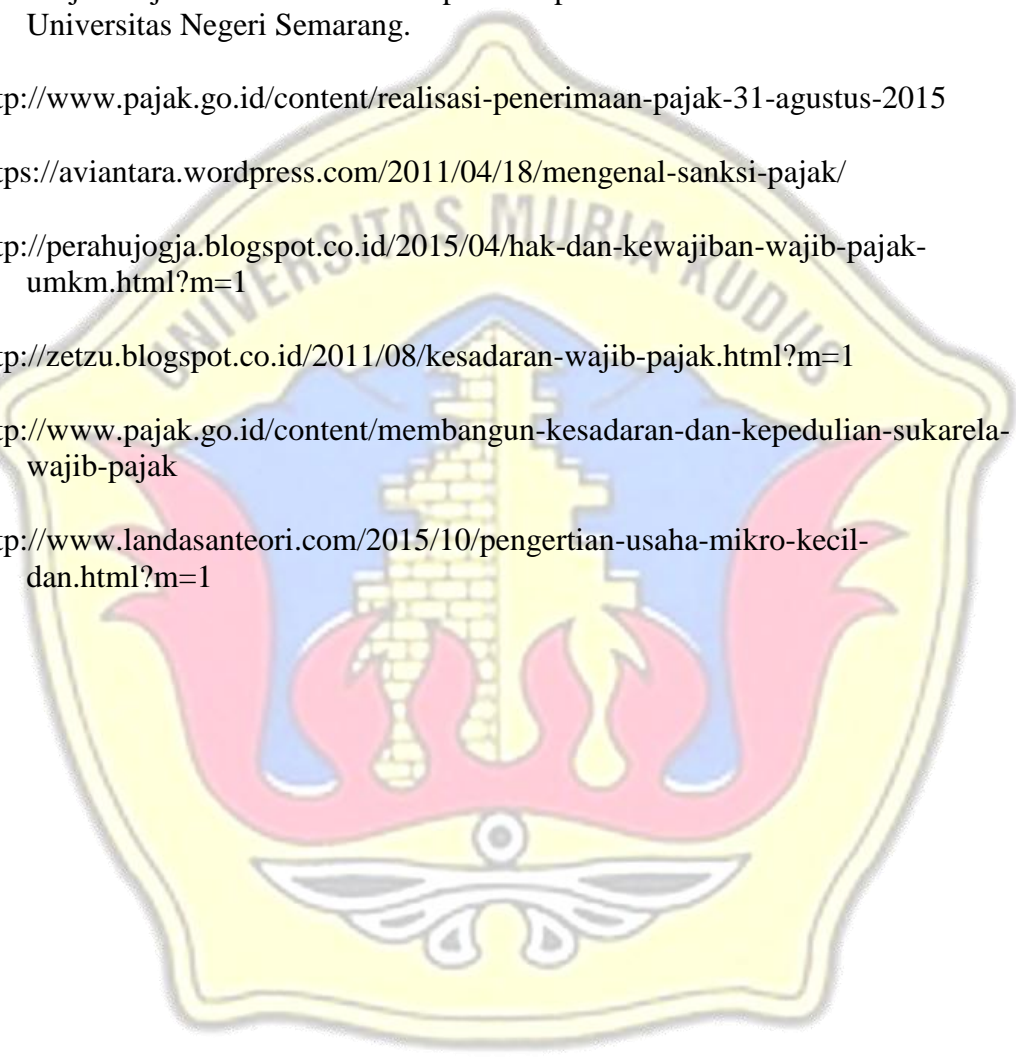 Universitas Negeri Semarang.
tp://www.pajak.go.id/content/realisasi-penerimaan-pajak-31-agustus-2015
tps://aviantara.wordpress.com/2011/04/18/mengenal-sanksi-pajak/
UNIVERSITAS MURIA KUDUS
tp://perahujogja.blogspot.co.id/2015/04/hak-dan-kewajiban-wajib-pajak-
umkm.html?m=1
tp://zetzu.blogspot.co.id/2011/08/kesadaran-wajib-pajak.html?m=1
tp://www.pajak.go.id/content/membangun-kesadaran-dan-kepedulian-sukarela-
wajib-pajak
tp://www.landasanteori.com/2015/10/pengertian-usaha-mikro-kecil-
dan.html?m=1